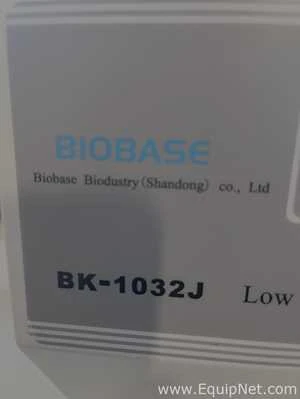 BIOBASE
Biobase Biodustry(Shandong) co., Ltd
BK-1032J Low
www.EquipNet.com